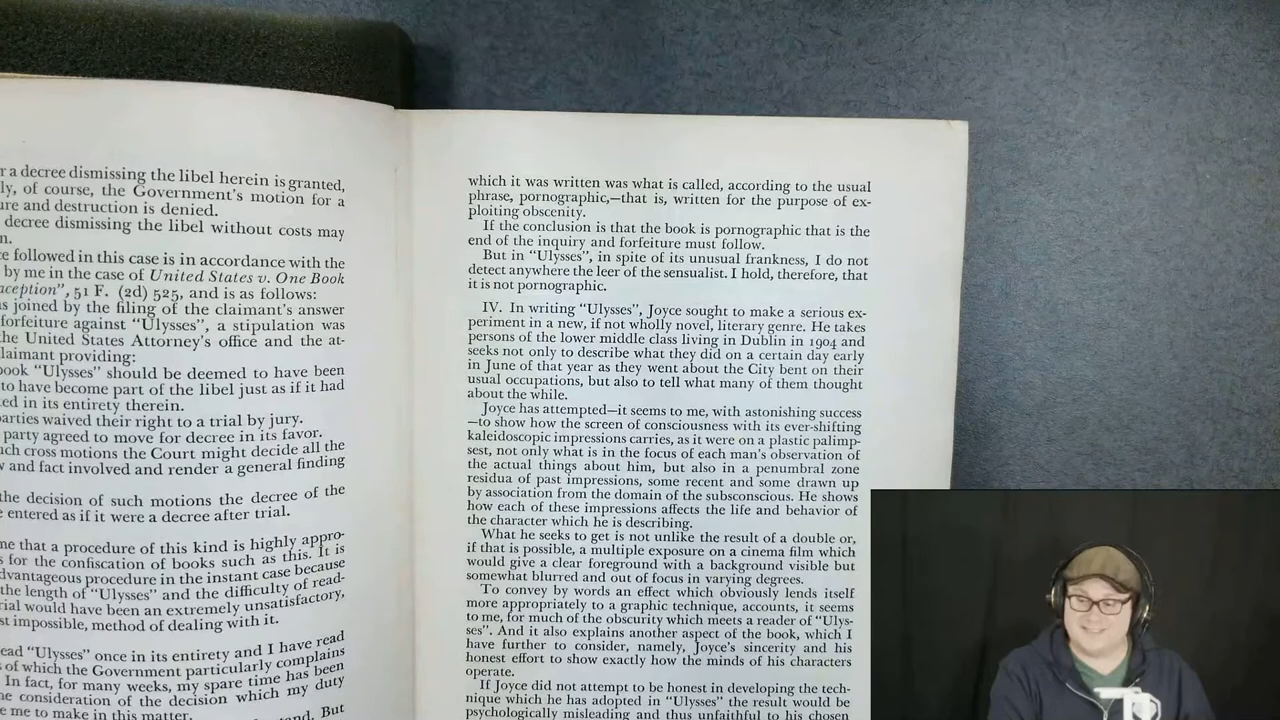 r a decree dismissing the libel herein is granted,
ly, of course, the Government's motion for a
ure and destruction is denied.
decree dismissing the libel without costs may
n.
e followed in this case is in accordance with the
by me in the case of United States v. One Book
aception", 51 F. (2d) 525, and is as follows:
s joined by the filing of the claimant's answer
forfeiture against "Ulysses", a stipulation was
the United States Attorney's office and the at-
laimant providing:
book "Ulysses" should be deemed to have been
to have become part of the libel just as if it had
ed in its entirety therein.
parties waived their right to a trial by jury.
party agreed to move for decree in its favor.
uch cross motions the Court might decide all the
w and fact involved and render a general finding
the decision of such motions the decree of the
e entered as if it were a decree after trial.
me that a procedure of this kind is highly appro-
s for the confiscation of books such as this. It is
dvantageous procedure in the instant case because
the length of "Ulysses" and the difficulty of read-
rial would have been an extremely unsatisfactory,
st impossible, method of dealing with it.
ead "Ulysses" once in its entirety and I have read
of which the Government particularly complains
In fact, for many weeks, my spare time has been
he consideration of the decision which my duty
e me to make in this matter.
tand. But
which it was written was what is called, according to the usual
phrase, pornographic,—that is, written for the purpose of ex-
ploiting obscenity.
If the conclusion is that the book is pornographic that is the
end of the inquiry and forfeiture must follow.
But in "Ulysses", in spite of its unusual frankness, I do not
detect anywhere the leer of the sensualist. I hold, therefore, that
it is not pornographic.
IV. In writing "Ulysses", Joyce sought to make a serious ex-
periment in a new, if not wholly novel, literary genre. He takes
persons of the lower middle class living in Dublin in 1904 and
seeks not only to describe what they did on a certain day early
in June of that year as they went about the City bent on their
usual occupations, but also to tell what many of them thought
about the while.
Joyce has attempted—it seems to me, with astonishing success
—to show how the screen of consciousness with its ever-shifting
kaleidoscopic impressions carries, as it were on a plastic palimp-
sest, not only what is in the focus of each man's observation of
the actual things about him, but also in a penumbral zone
residua of past impressions, some recent and some drawn up
by association from the domain of the subconscious. He shows
how each of these impressions affects the life and behavior of
the character which he is describing.
What he seeks to get is not unlike the result of a double or,
if that is possible, a multiple exposure on a cinema film which
would give a clear foreground with a background visible but
somewhat blurred and out of focus in varying degrees.
To convey by words an effect which obviously lends itself
more appropriately to a graphic technique, accounts, it seems
to me, for much of the obscurity which meets a reader of "Ulys-
ses". And it also explains another aspect of the book, which I
have further to consider, namely, Joyce's sincerity and his
honest effort to show exactly how the minds of his characters
operate.
If Joyce did not attempt to be honest in developing the tech-
nique which he has adopted in "Ulysses" the result would be
psychologically misleading and thus unfaithful to his chosen